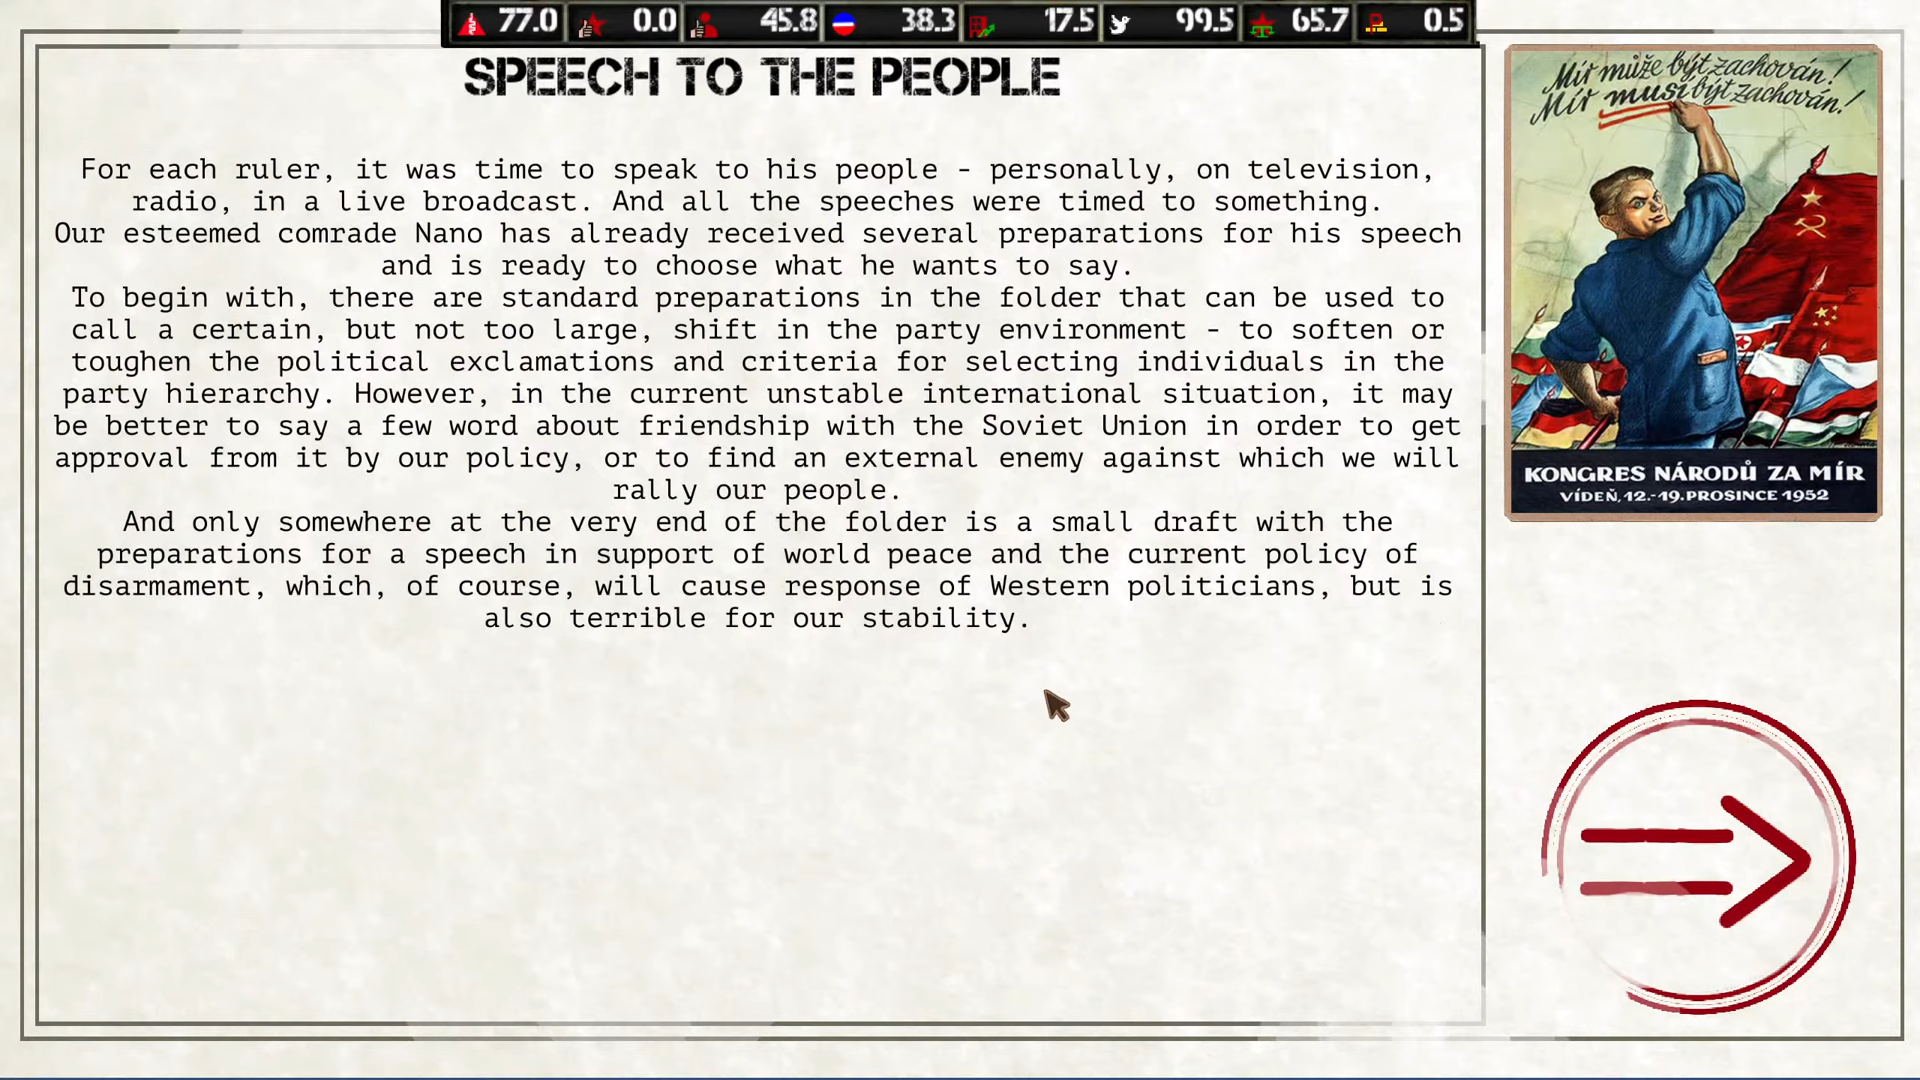 77.0 0.0 45.8 38.3 17.5 99.5 65.7 0.5
SPEECH TO THE PEOPLE
For each ruler, it was time to speak to his people - personally, on television,
radio, in a live broadcast. And all the speeches were timed to something.
Our esteemed comrade Nano has already received several preparations for his speech
and is ready to choose what he wants to say.
To begin with, there are standard preparations in the folder that can be used to
call a certain, but not too large, shift in the party environment - to soften or
toughen the political exclamations and criteria for selecting individuals in the
party hierarchy. However, in the current unstable international situation, it may
be better to say a few word about friendship with the Soviet Union in order to get
approval from it by our policy, or to find an external enemy against which we will
rally our people.
And only somewhere at the very end of the folder is a small draft with the
preparations for a speech in support of world peace and the current policy of
disarmament, which, of course, will cause response of Western politicians, but is
also terrible for our stability.
Mír může být zachován!
Mír musí být zachován!
KONGRES NÁRODŮ ZA MÍR
VÍDEŇ, 12.-19. PROSINCE 1952